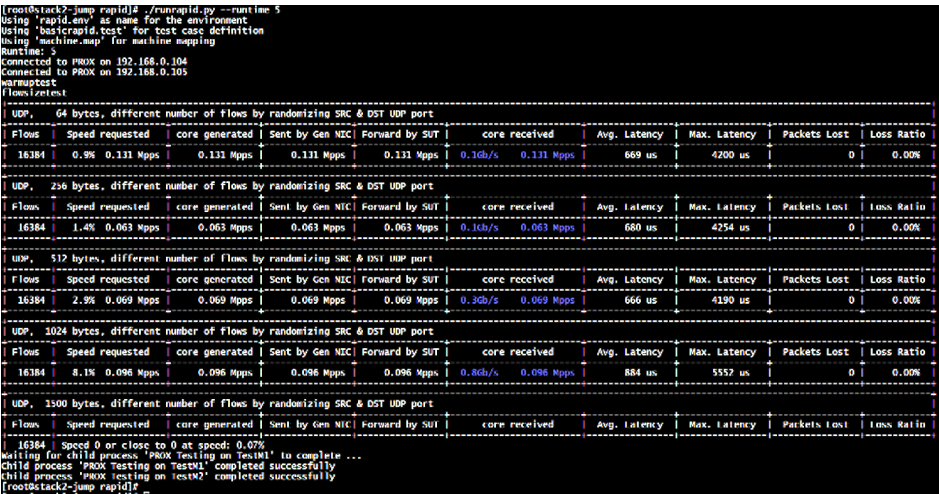 [root@stack2-jump rapid]# ./runrapid.py --runtime 5
Using 'rapid.env' as name for the environment
Using 'basicrapid.test' for test case definition
Using 'machine.map' for machine mapping
Runtime: 5
Connected to PROX on 192.168.0.104
Connected to PROX on 192.168.0.105
warmuptest
flowsizetest
| UDP, 64 bytes, different number of flows by randomizing SRC & DST UDP port
| Flows | Speed requested | core generated | Sent by Gen NIC| Forward by SUT | core received | Avg. Latency | Max. Latency | Packets Lost | Loss Ratio |
| 16384 | 0.9% 0.131 Mpps | 0.131 Mpps | 0.131 Mpps | 0.131 Mpps | 0.1Gb/s 0.131 Mpps | 669 us | 4200 us | 0 | 0.00% |
| UDP, 256 bytes, different number of flows by randomizing SRC & DST UDP port
| Flows | Speed requested | core generated | Sent by Gen NIC| Forward by SUT | core received | Avg. Latency | Max. Latency | Packets Lost | Loss Ratio |
| 16384 | 1.4% 0.063 Mpps | 0.063 Mpps | 0.063 Mpps | 0.063 Mpps | 0.1Gb/s 0.063 Mpps | 680 us | 4254 us | 0 | 0.00% |
| UDP, 512 bytes, different number of flows by randomizing SRC & DST UDP port
| Flows | Speed requested | core generated | Sent by Gen NIC| Forward by SUT | core received | Avg. Latency | Max. Latency | Packets Lost | Loss Ratio |
| 16384 | 2.9% 0.069 Mpps | 0.069 Mpps | 0.069 Mpps | 0.069 Mpps | 0.3Gb/s 0.069 Mpps | 666 us | 4190 us | 0 | 0.00% |
| UDP, 1024 bytes, different number of flows by randomizing SRC & DST UDP port
| Flows | Speed requested | core generated | Sent by Gen NIC| Forward by SUT | core received | Avg. Latency | Max. Latency | Packets Lost | Loss Ratio |
| 16384 | 8.1% 0.096 Mpps | 0.096 Mpps | 0.096 Mpps | 0.096 Mpps | 0.8Gb/s 0.096 Mpps | 884 us | 5552 us | 0 | 0.00% |
| UDP, 1500 bytes, different number of flows by randomizing SRC & DST UDP port
| Flows | Speed requested | core generated | Sent by Gen NIC| Forward by SUT | core received | Avg. Latency | Max. Latency | Packets Lost | Loss Ratio |
| 16384 | Speed 0 or close to 0 at speed: 0.07%
Waiting for child process 'PROX Testing on TestM1' to complete ...
Child process 'PROX Testing on TestM1' completed successfully
Child process 'PROX Testing on TestM2' completed successfully
[root@stack2-jump rapid]#